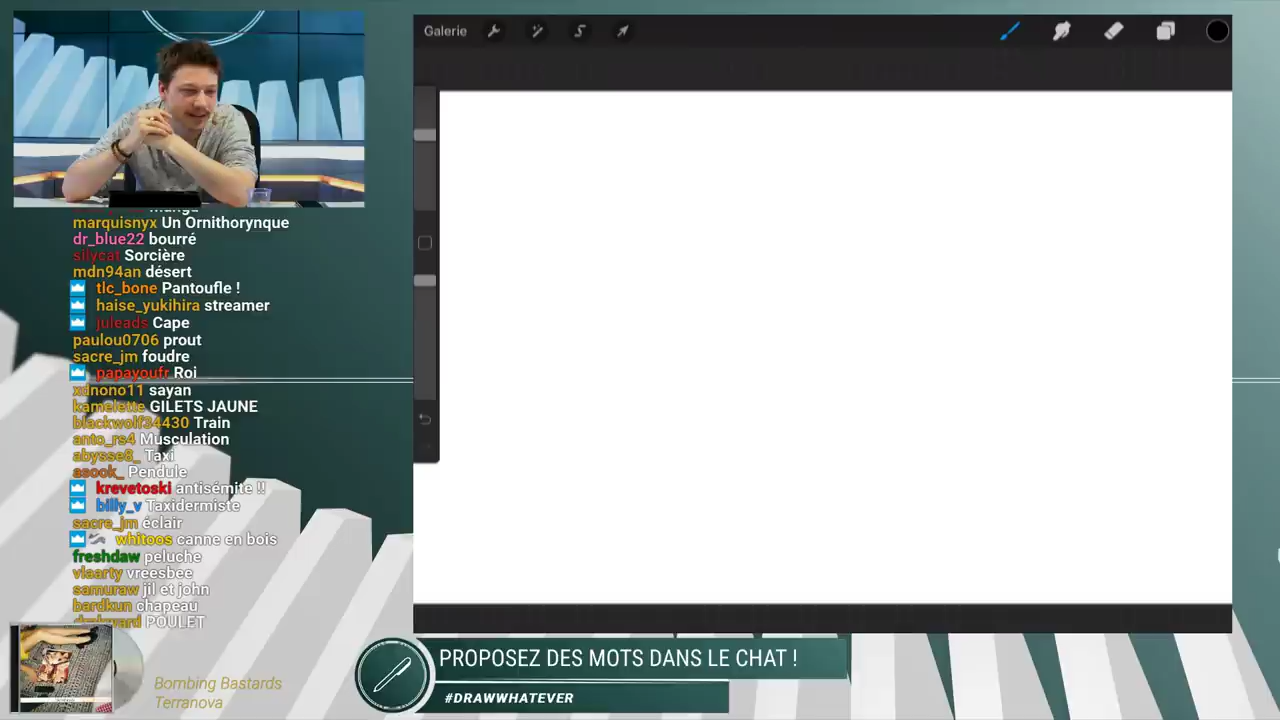 Galerie
marquisnyx Un Ornithorynque
dr_blue22 bourré
silycat Sorcière
mdn94an désert
tlc_bone Pantoufle !
haise_yukihira streamer
juleads Cape
paulou0706 prout
sacre_jm foudre
papayoufr Roi
xdnono11 sayan
kamelette GILETS JAUNE
blackwolf34430 Train
anto_rs4 Musculation
abysse8_ Taxi
asook_ Pendule
krevetoski antisémite !!
billy_v Taxidermiste
sacre_jm éclair
whitoos canne en bois
freshdaw peluche
vlaarty vreesbee
samuraw jil et john
bardkun chapeau
POULET
PROPOSEZ DES MOTS DANS LE CHAT !
#DRAWWHATEVER
Bombing Bastards
Terranova